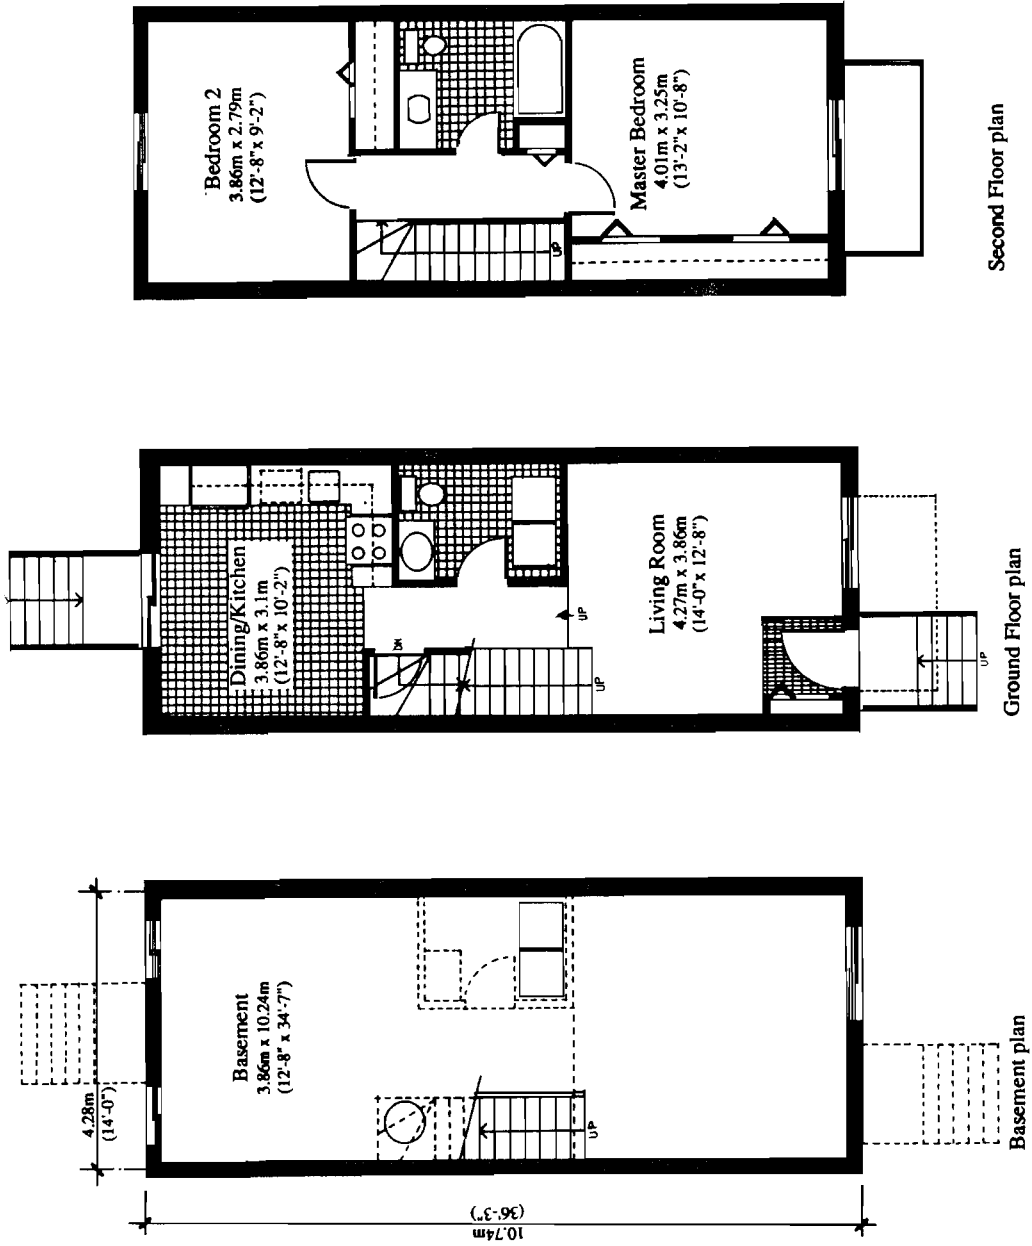 Bedroom 2
3.86m x 2.79m
(12'-8"x 9'-2")
UP
Master Bedroom
4.01m x 3.25m
(13'-2"x 10'-8")
Second Floor plan
Dining/Kitchen
3.86m x 3.1m
(12'-8"x 10'-2")
DN
UP
UP
Living Room
4.27m x 3.86m
(14'-0"x 12'-8")
UP
Ground Floor plan
4.28m
(14'-0")
Basement
3.86m x 10.24m
(12'-8" x 34'-7")
UP
10.74m
(36'-3")
Basement plan